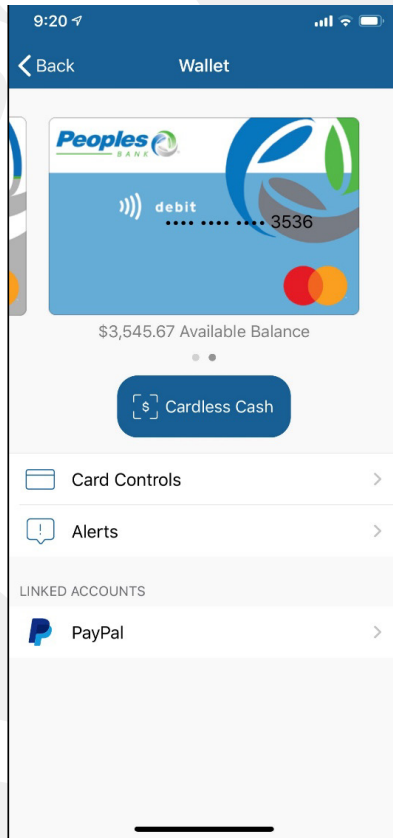 9:20
Back
Wallet
Peoples
BANK
debit
•••• •••• •••• 3536
$3,545.67 Available Balance
$ Cardless Cash
Card Controls
! Alerts
LINKED ACCOUNTS
PayPal